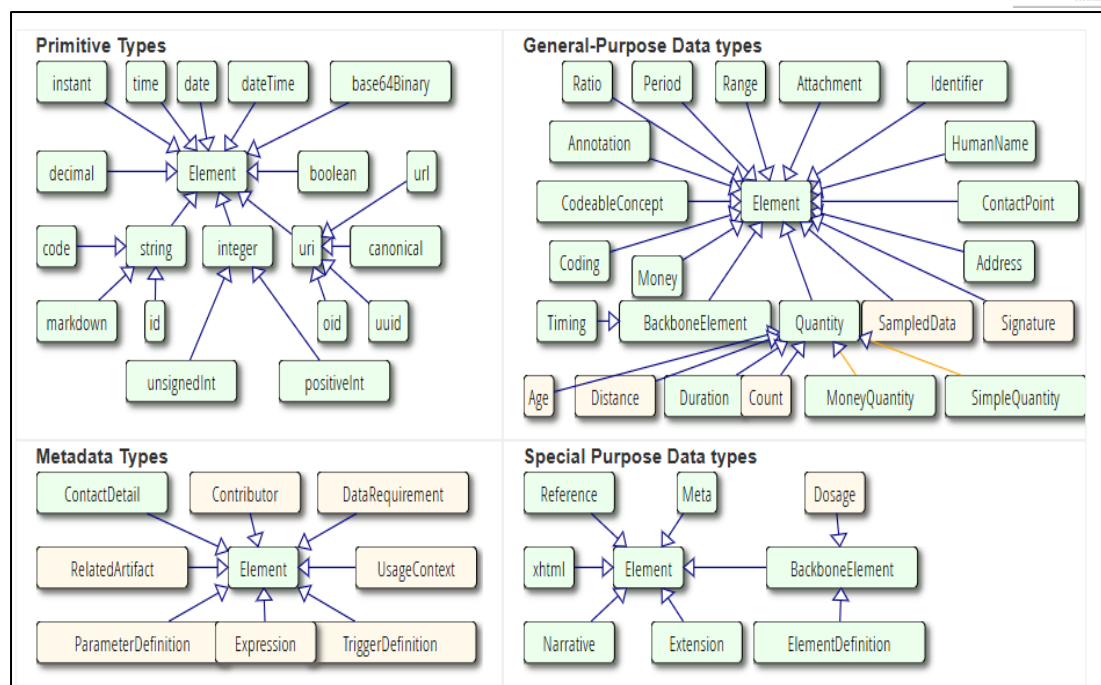 Primitive Types
instant time date dateTime base64Binary
decimal Element boolean url
code string integer uri canonical
markdown id oid uuid
unsignedInt positiveInt
General-Purpose Data types
Ratio Period Range Attachment Identifier
Annotation HumanName
CodeableConcept Element ContactPoint
Coding Money Address
Timing BackboneElement Quantity SampledData Signature
Age Distance Duration Count MoneyQuantity SimpleQuantity
Metadata Types
ContactDetail Contributor DataRequirement
RelatedArtifact Element UsageContext
ParameterDefinition Expression TriggerDefinition
Special Purpose Data types
Reference Meta Dosage
xhtml Element BackboneElement
Narrative Extension ElementDefinition